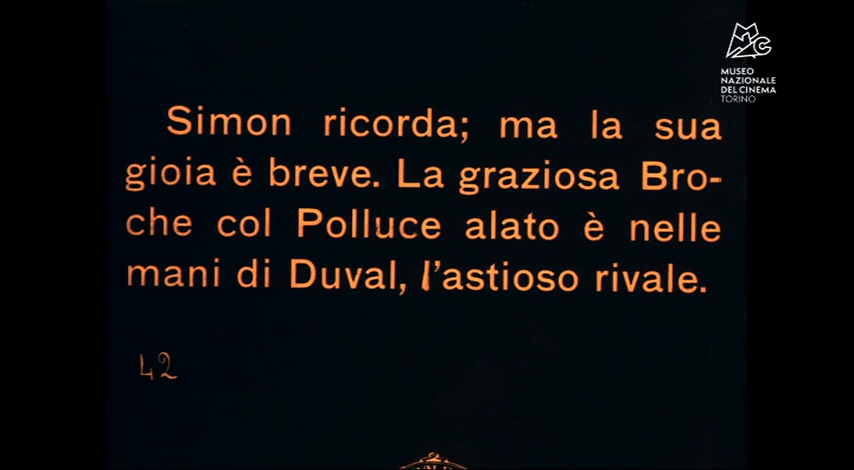 MUSEO
NAZIONALE
DEL CINEMA
TORINO
Simon ricorda; ma la sua
gioia è breve. La graziosa Bro-
che col Polluce alato è nelle
mani di Duval, l'astioso rivale.
42